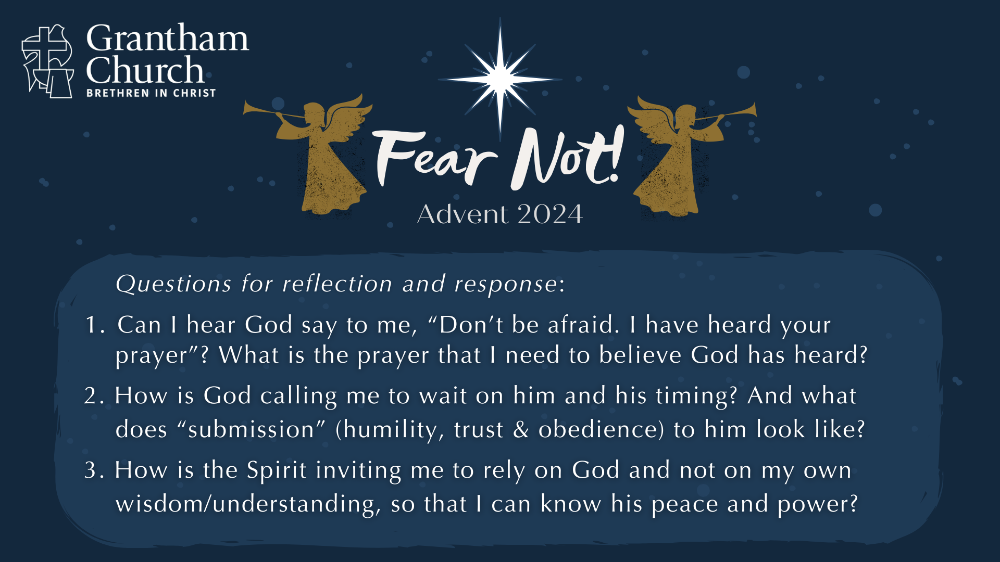 Grantham
Church
BRETHREN IN CHRIST
Fear Not!
Advent 2024
Questions for reflection and response:
1. Can I hear God say to me, “Don’t be afraid. I have heard your
prayer”? What is the prayer that I need to believe God has heard?
2. How is God calling me to wait on him and his timing? And what
does “submission” (humility, trust & obedience) to him look like?
3. How is the Spirit inviting me to rely on God and not on my own
wisdom/understanding, so that I can know his peace and power?